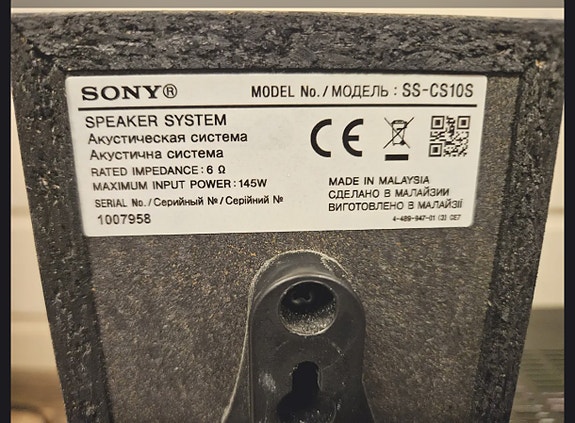 SONY®
MODEL No./МОДЕЛЬ : SS-CS10S
SPEAKER SYSTEM
Акустическая система
Акустична система
RATED IMPEDANCE : 6 Ω
MAXIMUM INPUT POWER : 145W
SERIAL No./Серийный №/Серійний №
1007958
CE
MADE IN MALAYSIA
СДЕЛАНО В МАЛАЙЗИИ
ВИГОТОВЛЕНО В МАЛАЙЗІЇ
4-489-947-01 (3) CE7